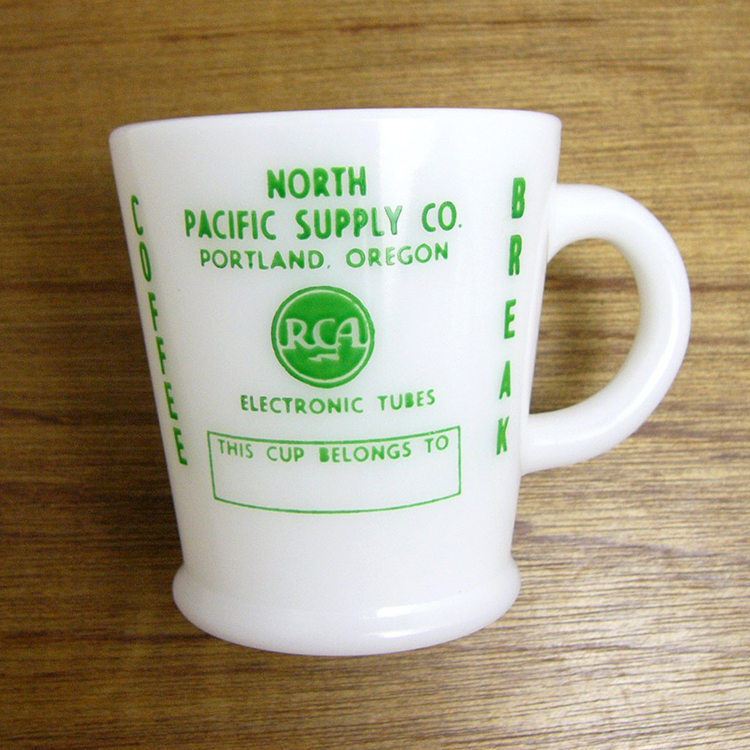 COFFEE
NORTH
PACIFIC SUPPLY CO.
PORTLAND, OREGON
RCA
ELECTRONIC TUBES
THIS CUP BELONGS TO
BREAK